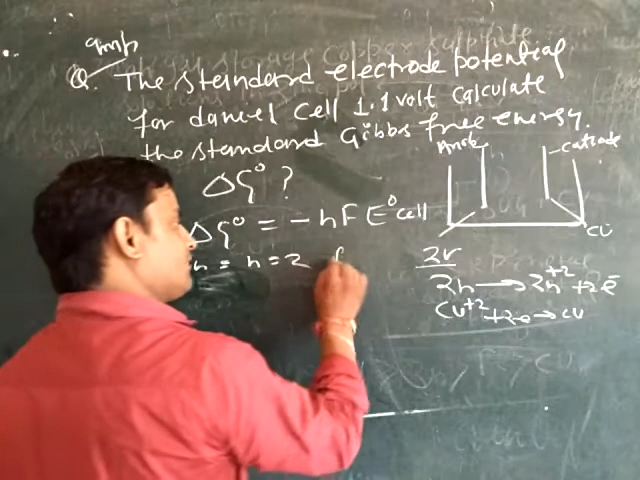 gmp
Q. The standard electrode potential
for daniel cell 1.1 volt calculate
the standard Gibbs free energy.
Anode
Cathode
ΔG° ?
Cu
ΔG° = -nFE°cell
n = 2
Zn
Zn → Zn+2 + 2e-
Cu+2 + 2e → Cu